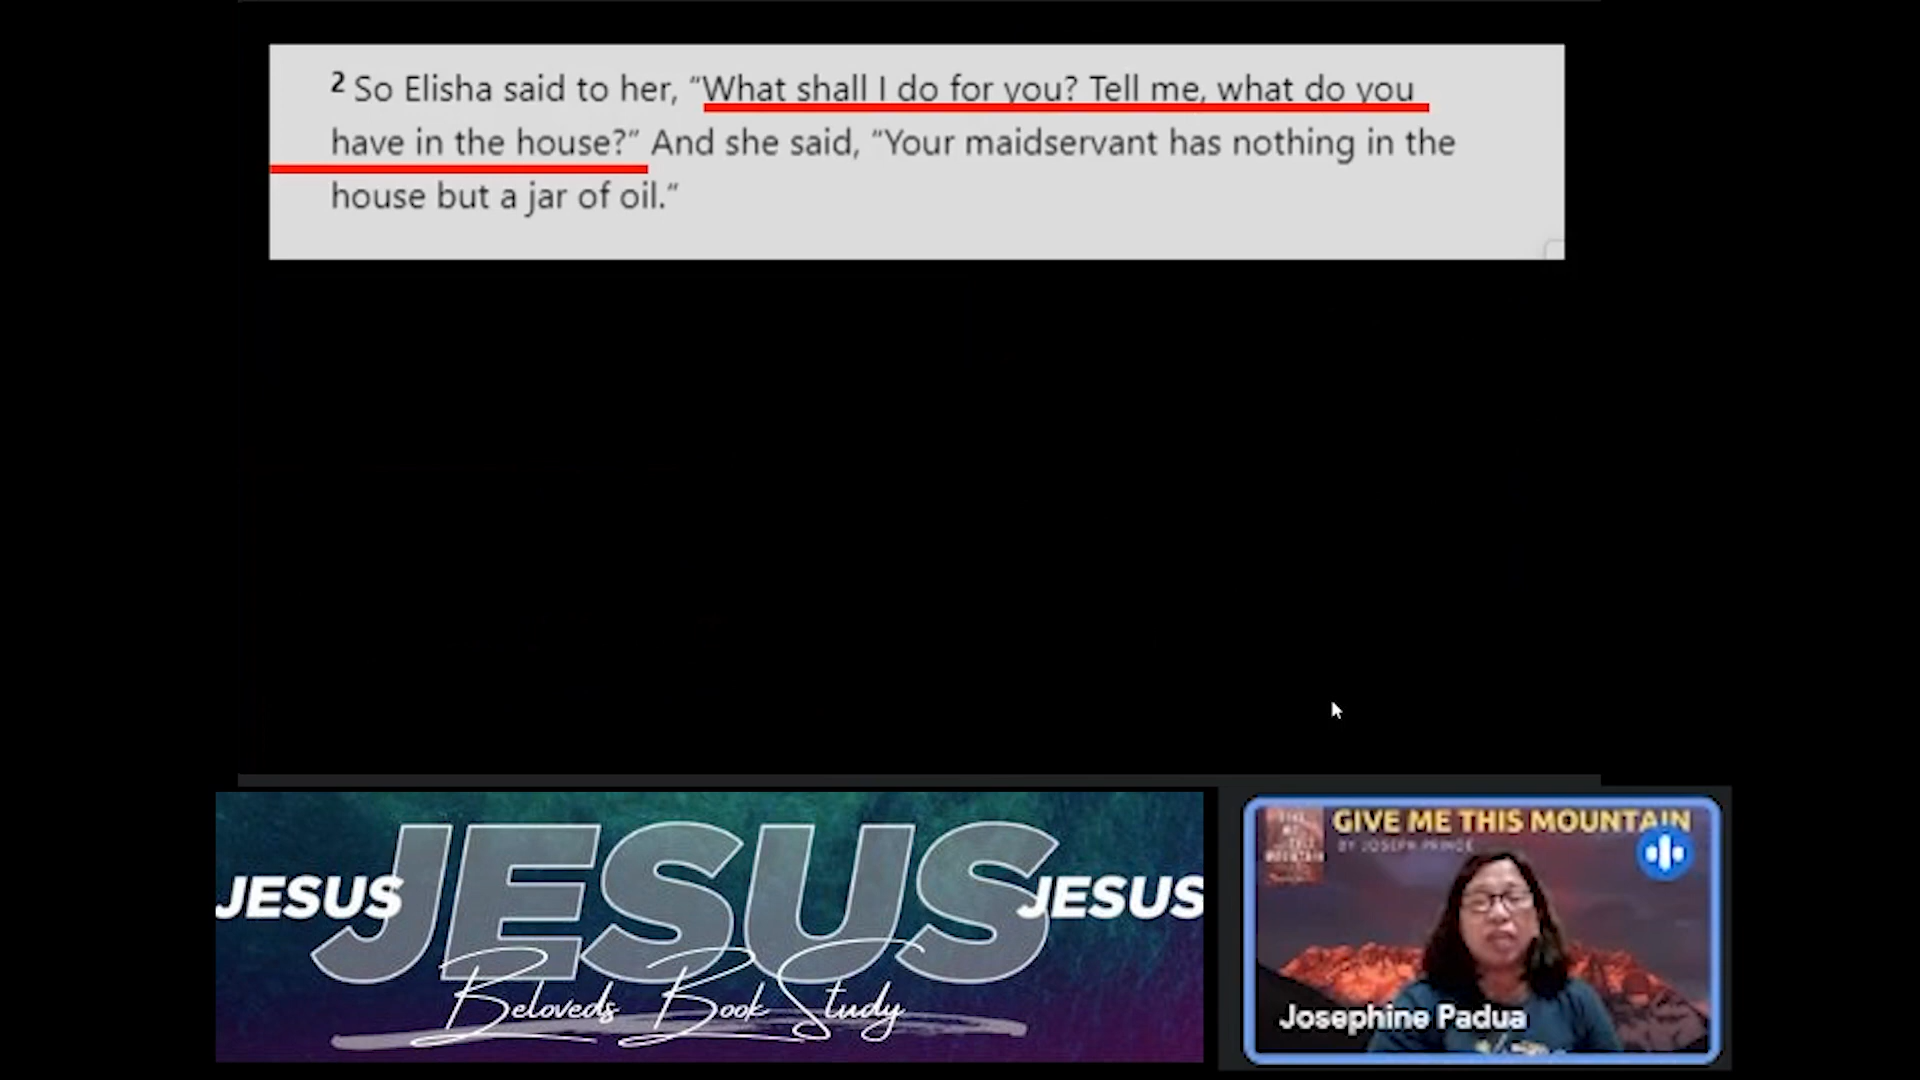 2 So Elisha said to her, “What shall I do for you? Tell me, what do you
have in the house?” And she said, “Your maidservant has nothing in the
house but a jar of oil.”
JESUS JESUS JESUS
Beloveds Book Study
GIVE ME THIS MOUNTAIN
BY JOSEPH PRINCE
Josephine Padua